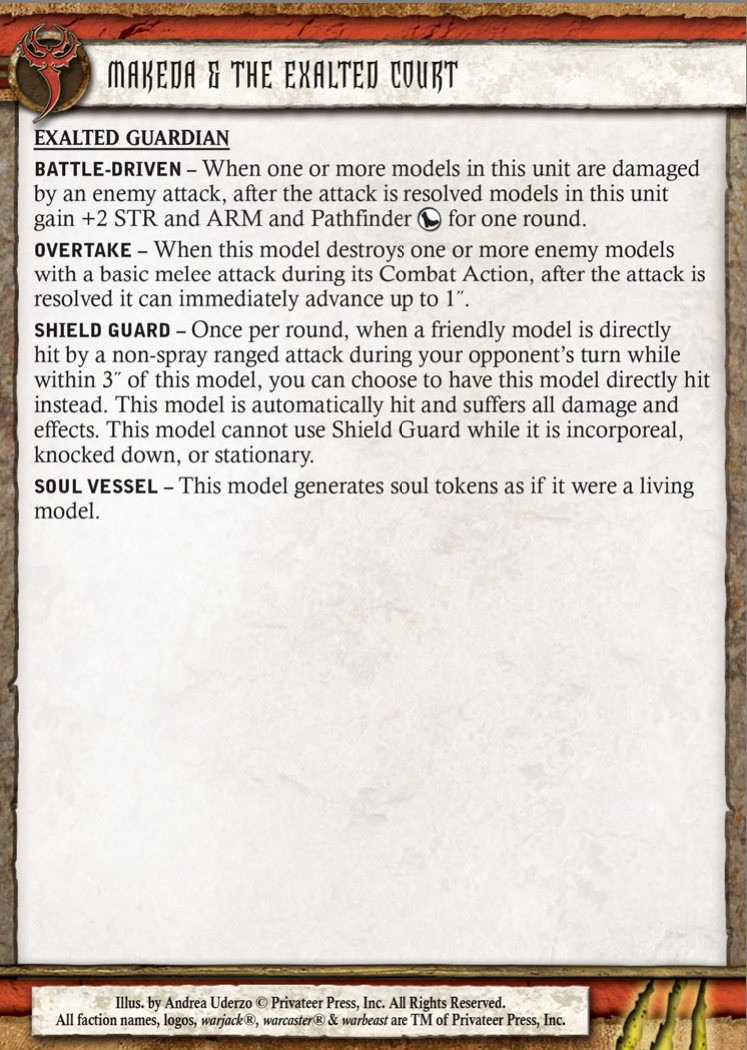 MAKEDA & THE EXALTED COURT
EXALTED GUARDIAN
BATTLE-DRIVEN – When one or more models in this unit are damaged
by an enemy attack, after the attack is resolved models in this unit
gain +2 STR and ARM and Pathfinder for one round.
OVERTAKE – When this model destroys one or more enemy models
with a basic melee attack during its Combat Action, after the attack is
resolved it can immediately advance up to 1˝.
SHIELD GUARD – Once per round, when a friendly model is directly
hit by a non-spray ranged attack during your opponent’s turn while
within 3˝ of this model, you can choose to have this model directly hit
instead. This model is automatically hit and suffers all damage and
effects. This model cannot use Shield Guard while it is incorporeal,
knocked down, or stationary.
SOUL VESSEL – This model generates soul tokens as if it were a living
model.
Illus. by Andrea Uderzo © Privateer Press, Inc. All Rights Reserved.
All faction names, logos, warjack®, warcaster® & warbeast are TM of Privateer Press, Inc.